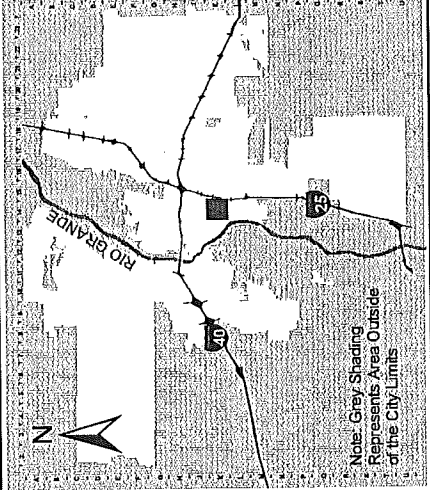 N
RIO GRANDE
40
25
Note: Grey Shading
Represents Area Outside
of the City Limits